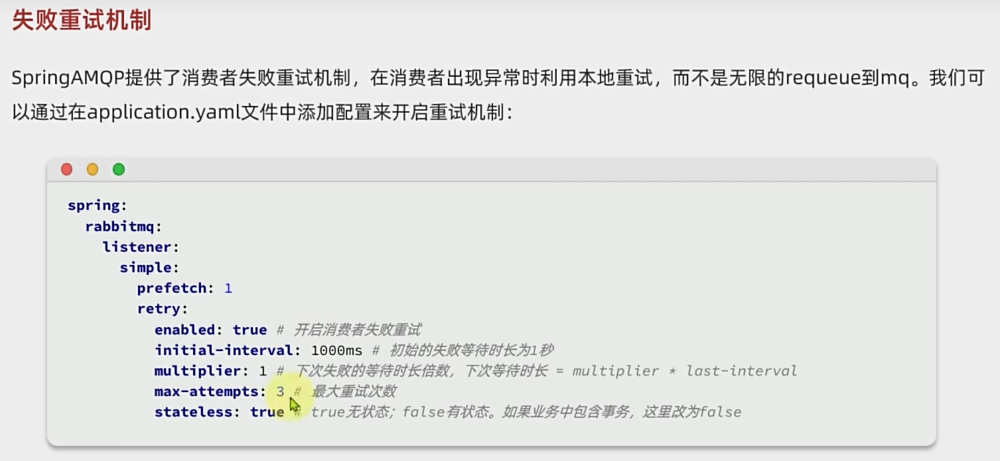 失败重试机制
SpringAMQP提供了消费者失败重试机制，在消费者出现异常时利用本地重试，而不是无限的requeue到mq。我们可
以通过在application.yaml文件中添加配置来开启重试机制：
spring:
  rabbitmq:
    listener:
      simple:
        prefetch: 1
        retry:
          enabled: true # 开启消费者失败重试
          initial-interval: 1000ms # 初始的失败等待时长为1秒
          multiplier: 1 # 下次失败的等待时长倍数，下次等待时长 = multiplier * last-interval
          max-attempts: 3 # 最大重试次数
          stateless: true # true无状态；false有状态。如果业务中包含事务，这里改为false